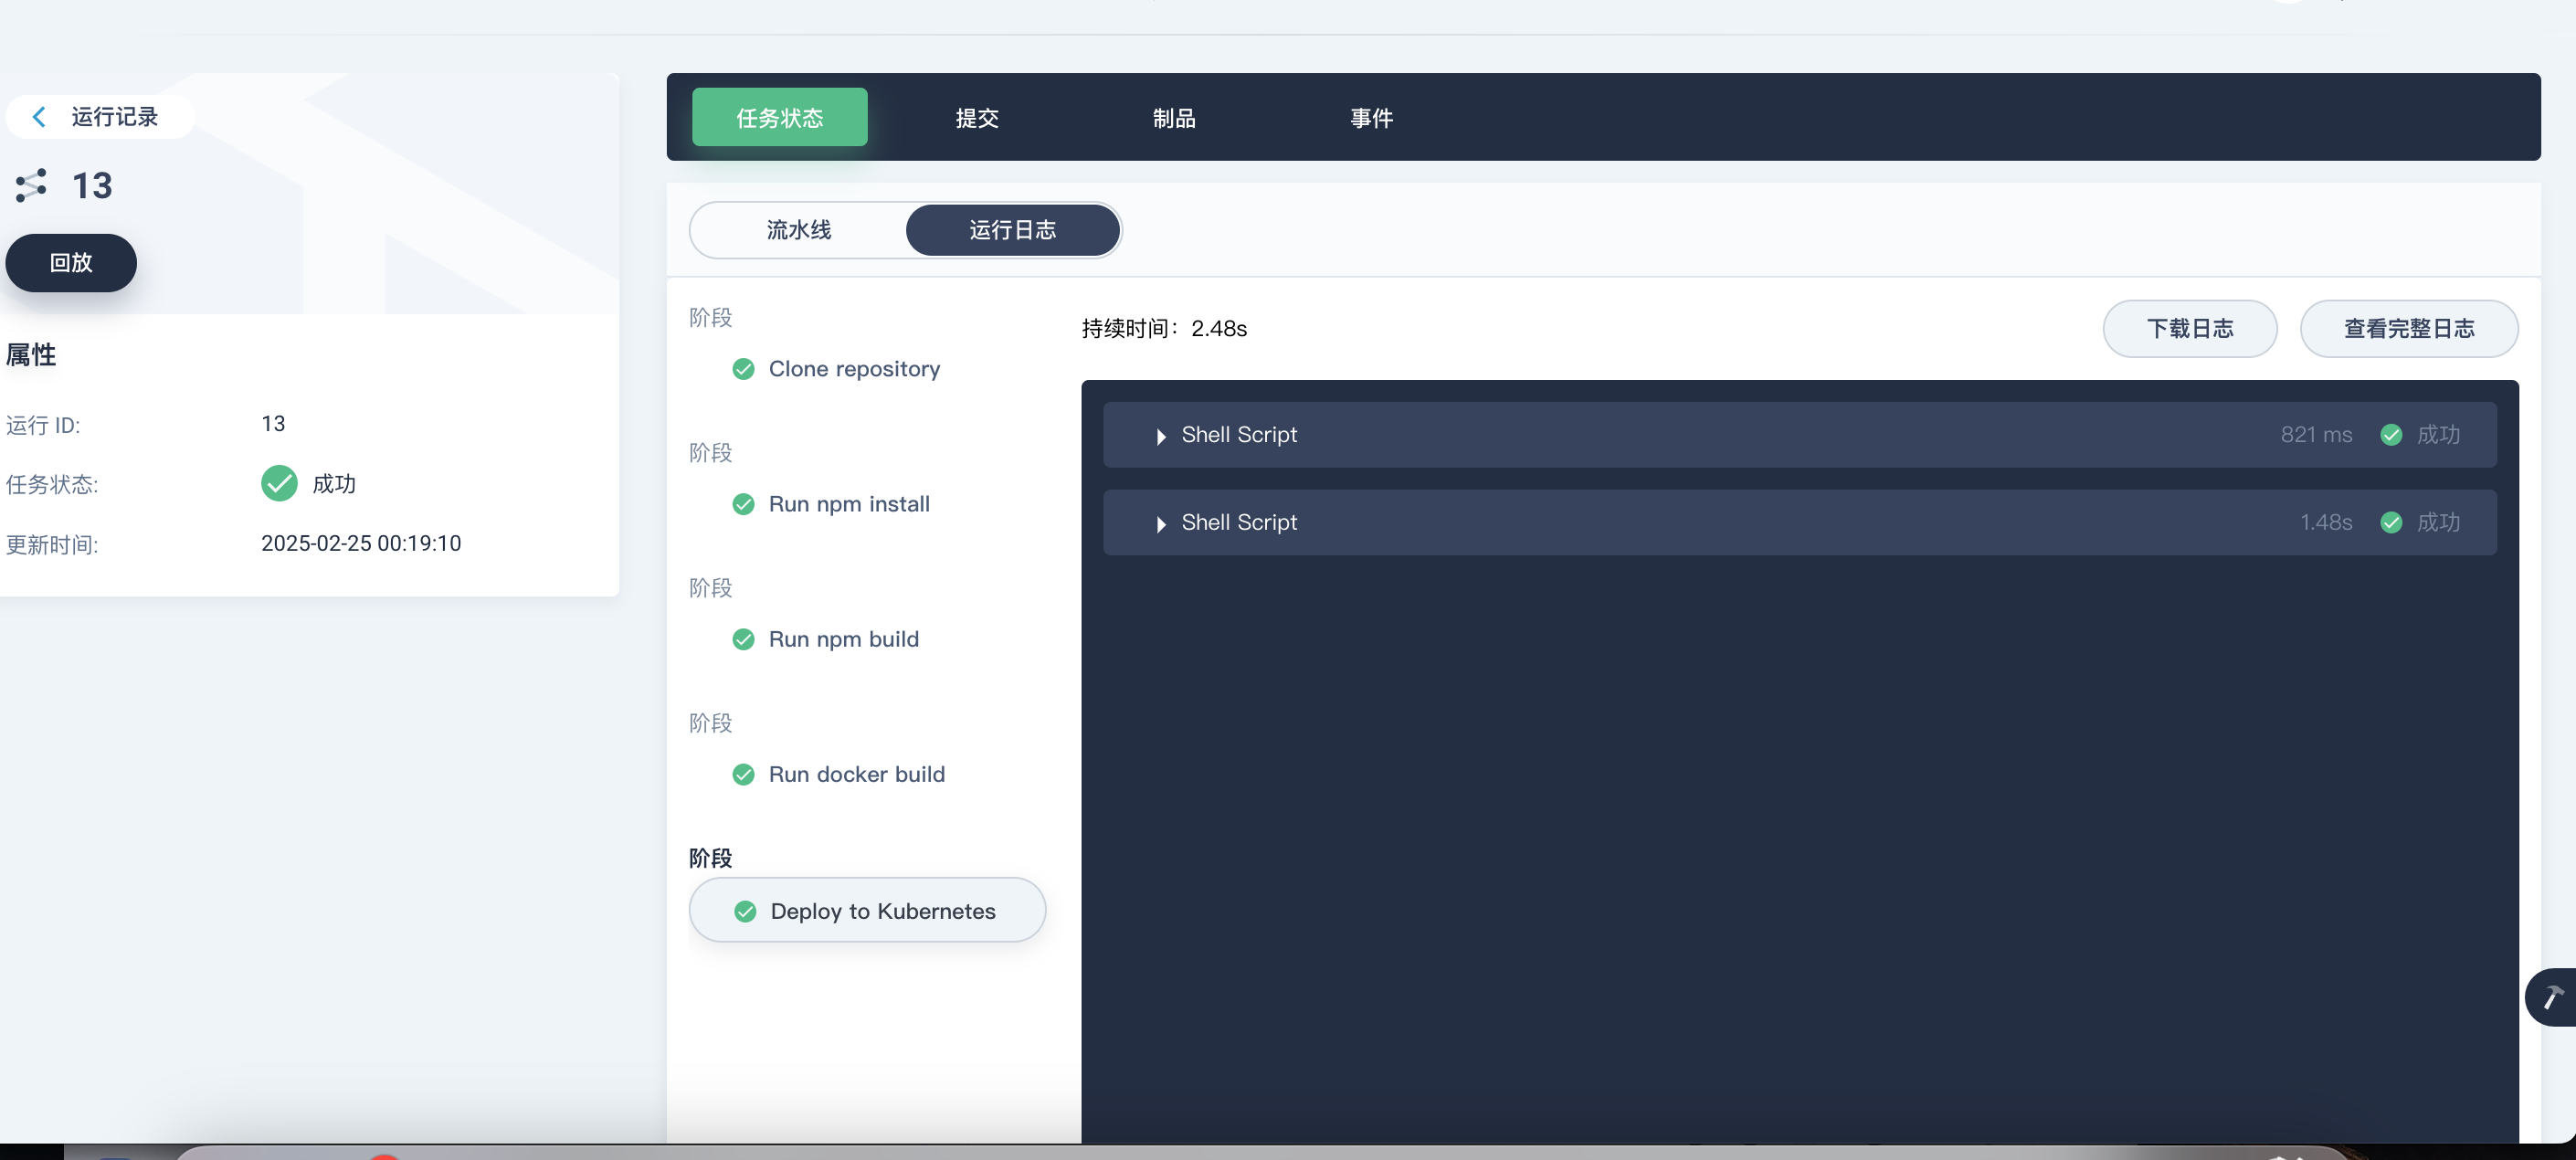 运行记录
13
回放
属性
运行 ID: 13
任务状态: 成功
更新时间: 2025-02-25 00:19:10
任务状态 提交 制品 事件
流水线 运行日志
阶段
Clone repository
阶段
Run npm install
阶段
Run npm build
阶段
Run docker build
阶段
Deploy to Kubernetes
持续时间：2.48s
下载日志 查看完整日志
Shell Script 821 ms 成功
Shell Script 1.48s 成功